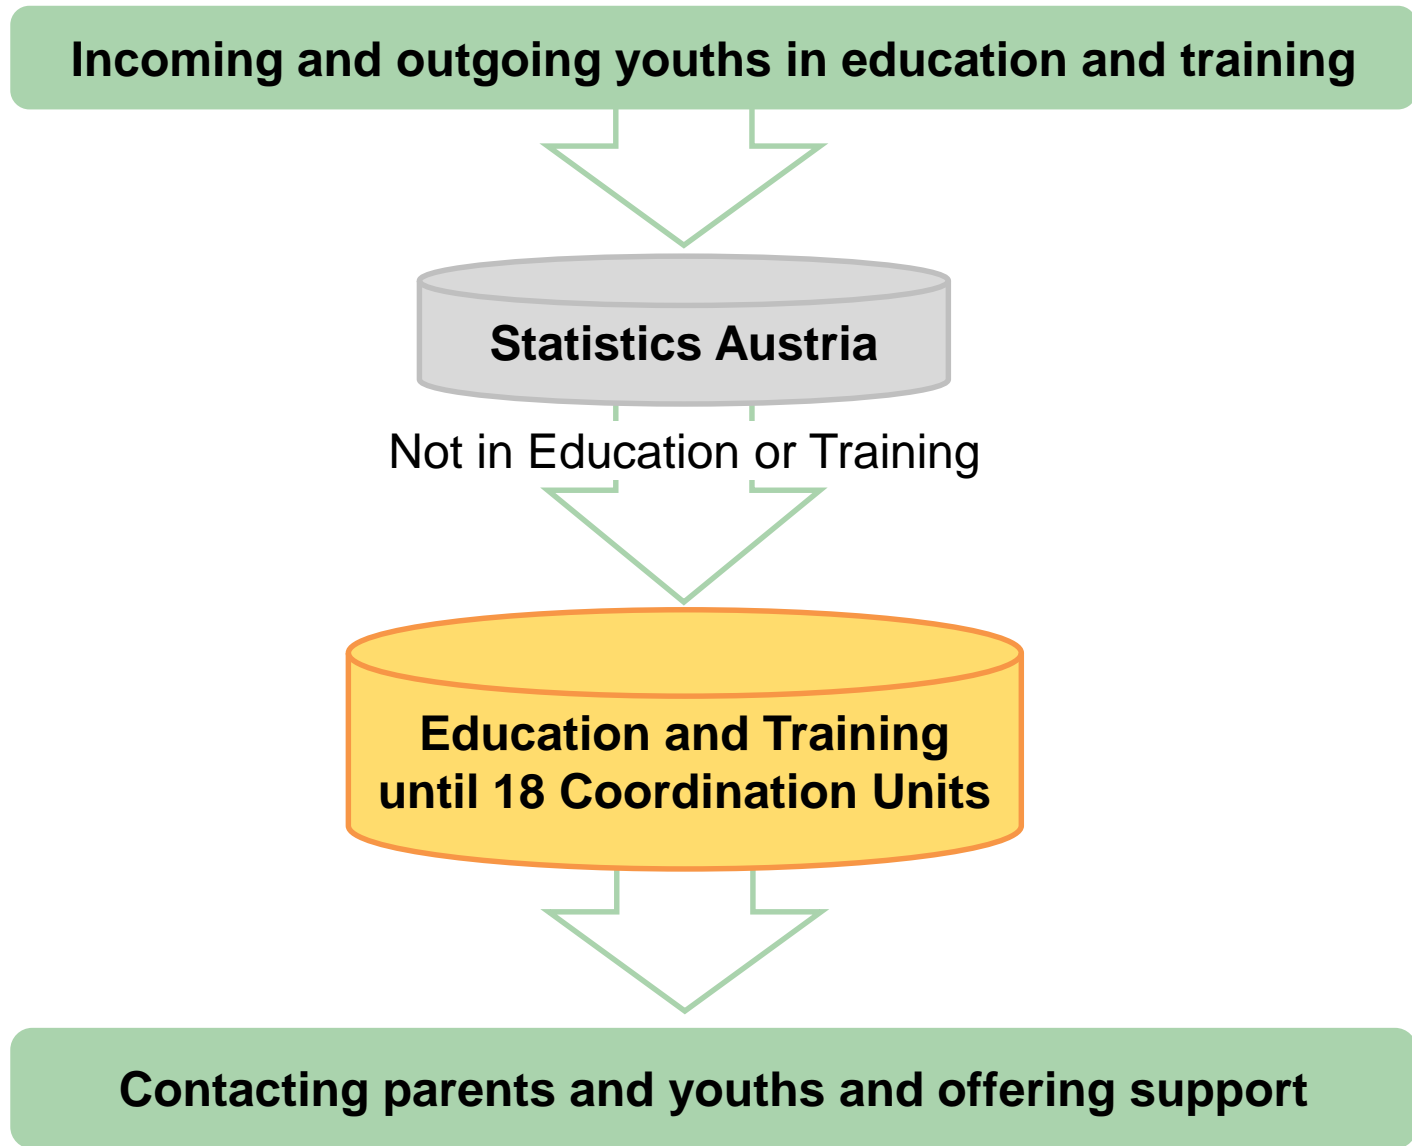 Incoming and outgoing youths in education and training
Statistics Austria
Not in Education or Training
Education and Training
until 18 Coordination Units
Contacting parents and youths and offering support